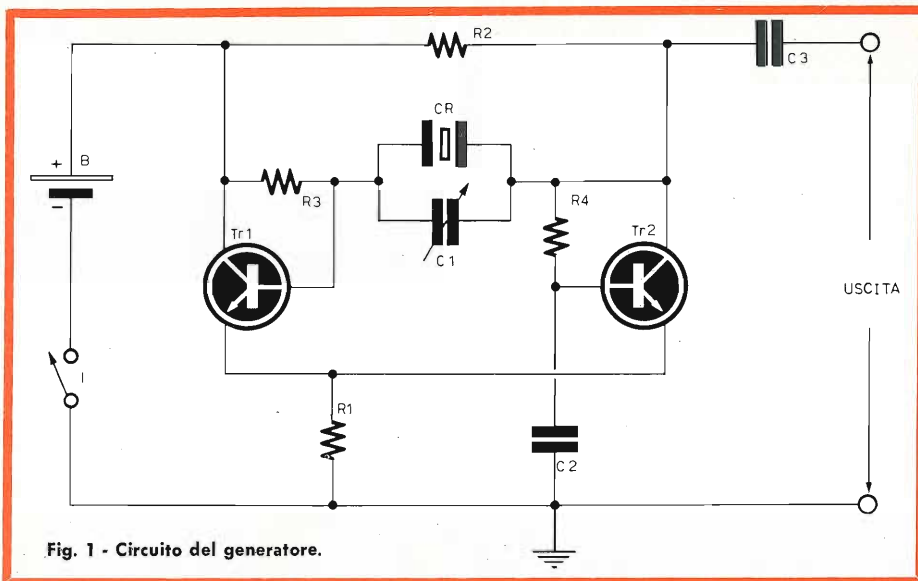 R2
C3
CR
+ B
-
R3
R4
Tr1
C1
Tr2
USCITA
I
R1
C2
Fig. 1 - Circuito del generatore.